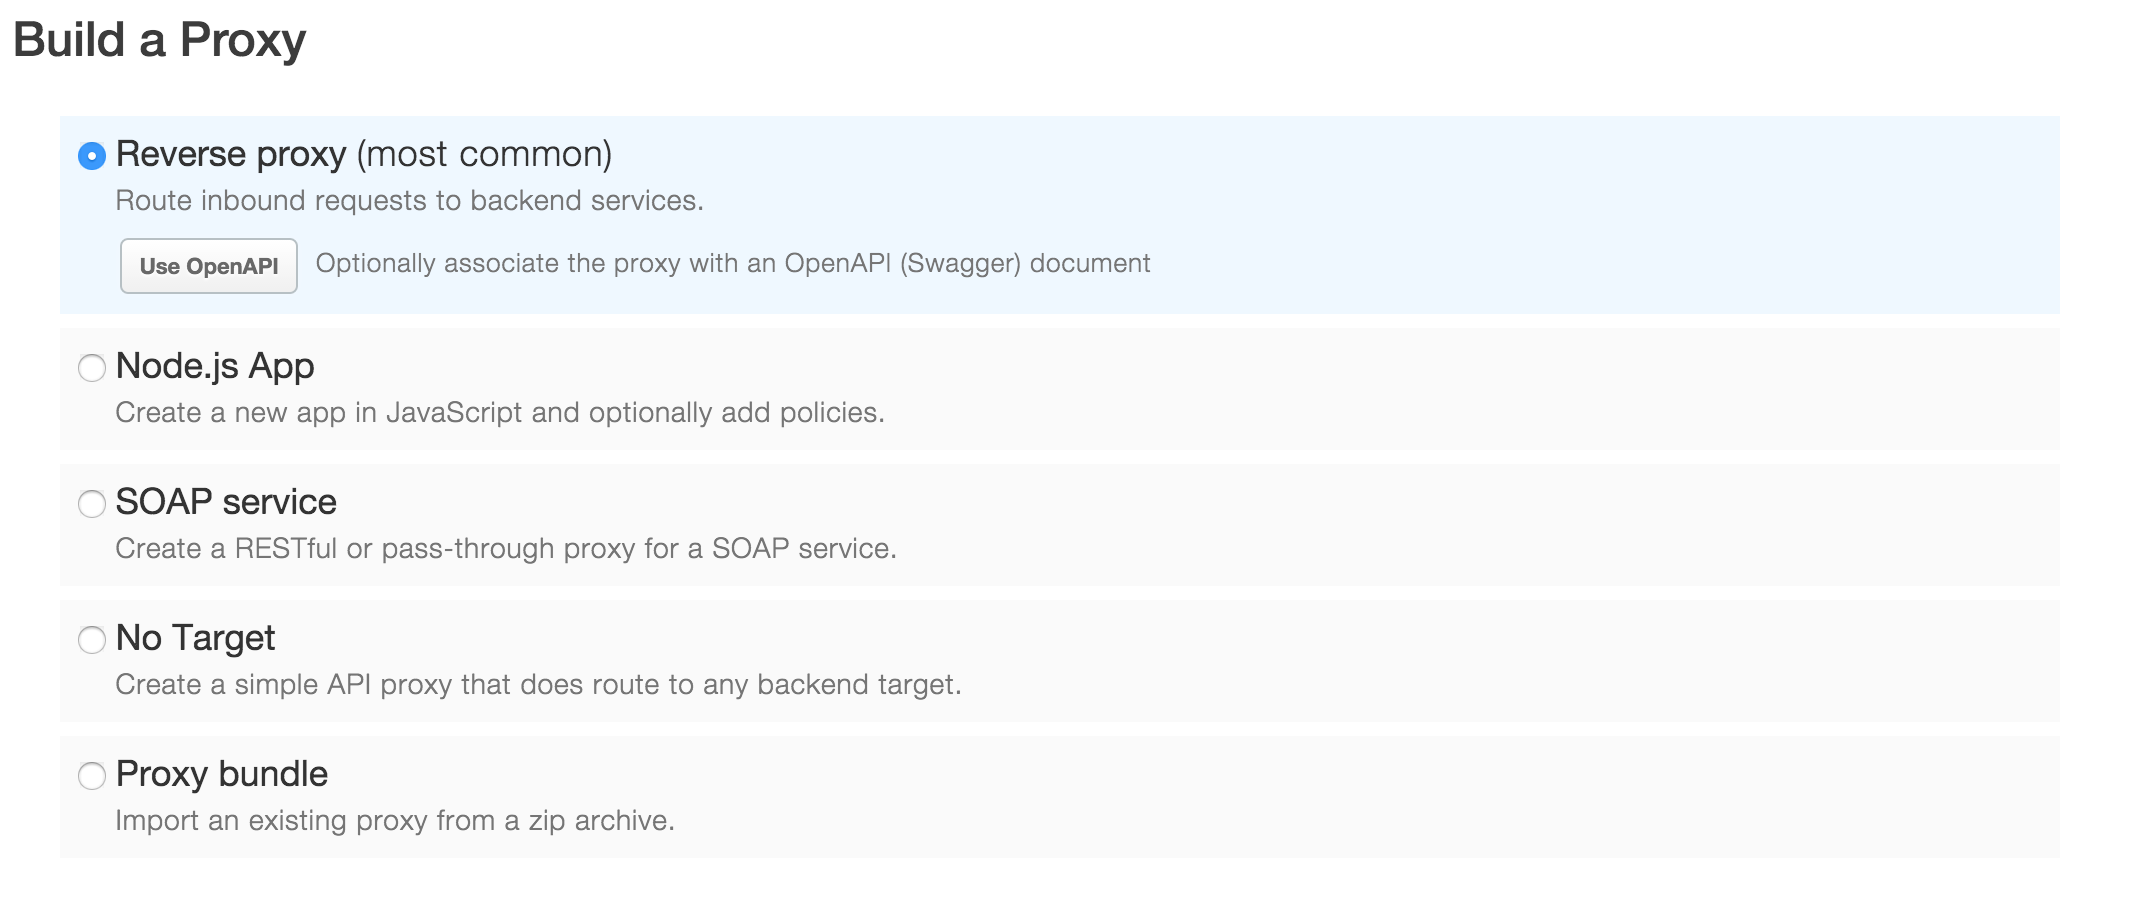 Build a Proxy
Reverse proxy (most common)
Route inbound requests to backend services.
Use OpenAPI Optionally associate the proxy with an OpenAPI (Swagger) document
Node.js App
Create a new app in JavaScript and optionally add policies.
SOAP service
Create a RESTful or pass-through proxy for a SOAP service.
No Target
Create a simple API proxy that does route to any backend target.
Proxy bundle
Import an existing proxy from a zip archive.